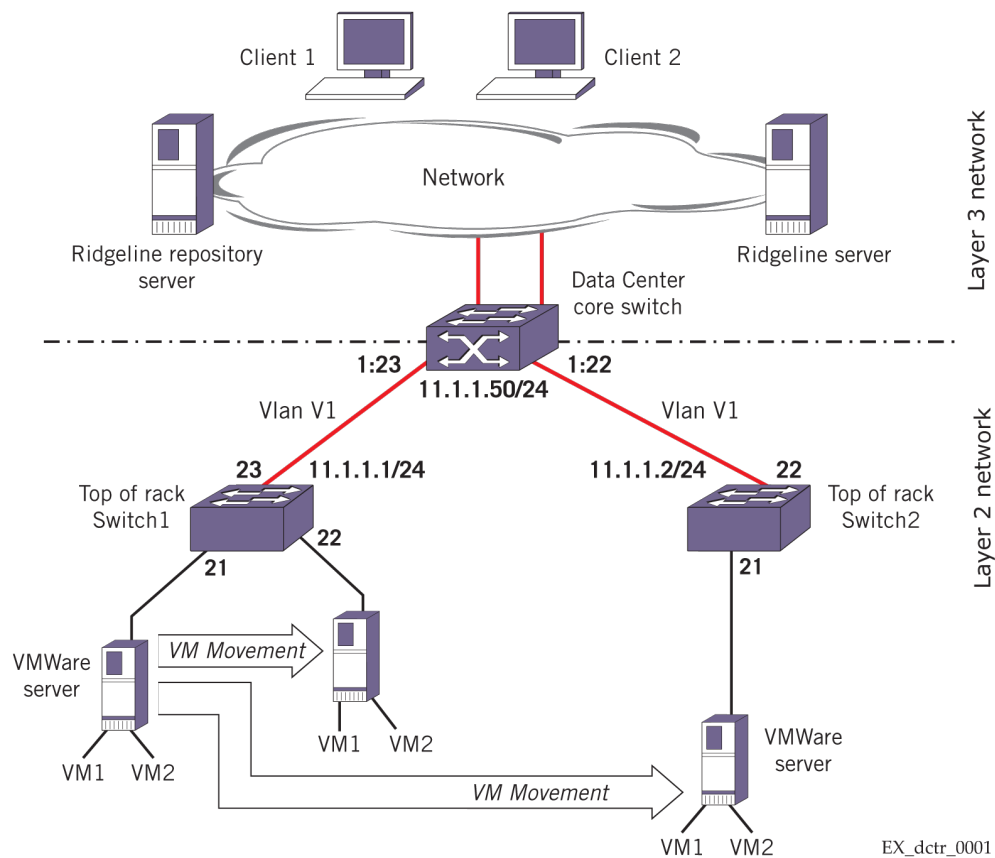 Client 1
Client 2
Network
Ridgeline repository
server
Ridgeline server
Layer 3 network
Data Center
core switch
1:23
1:22
11.1.1.50/24
Vlan V1
Vlan V1
23
11.1.1.1/24
11.1.1.2/24
22
Top of rack
Switch1
Top of rack
Switch2
Layer 2 network
22
21
21
VM Movement
VMWare
server
VM1
VM2
VM1
VM2
VMWare
server
VM Movement
VM1
VM2
EX_dctr_0001